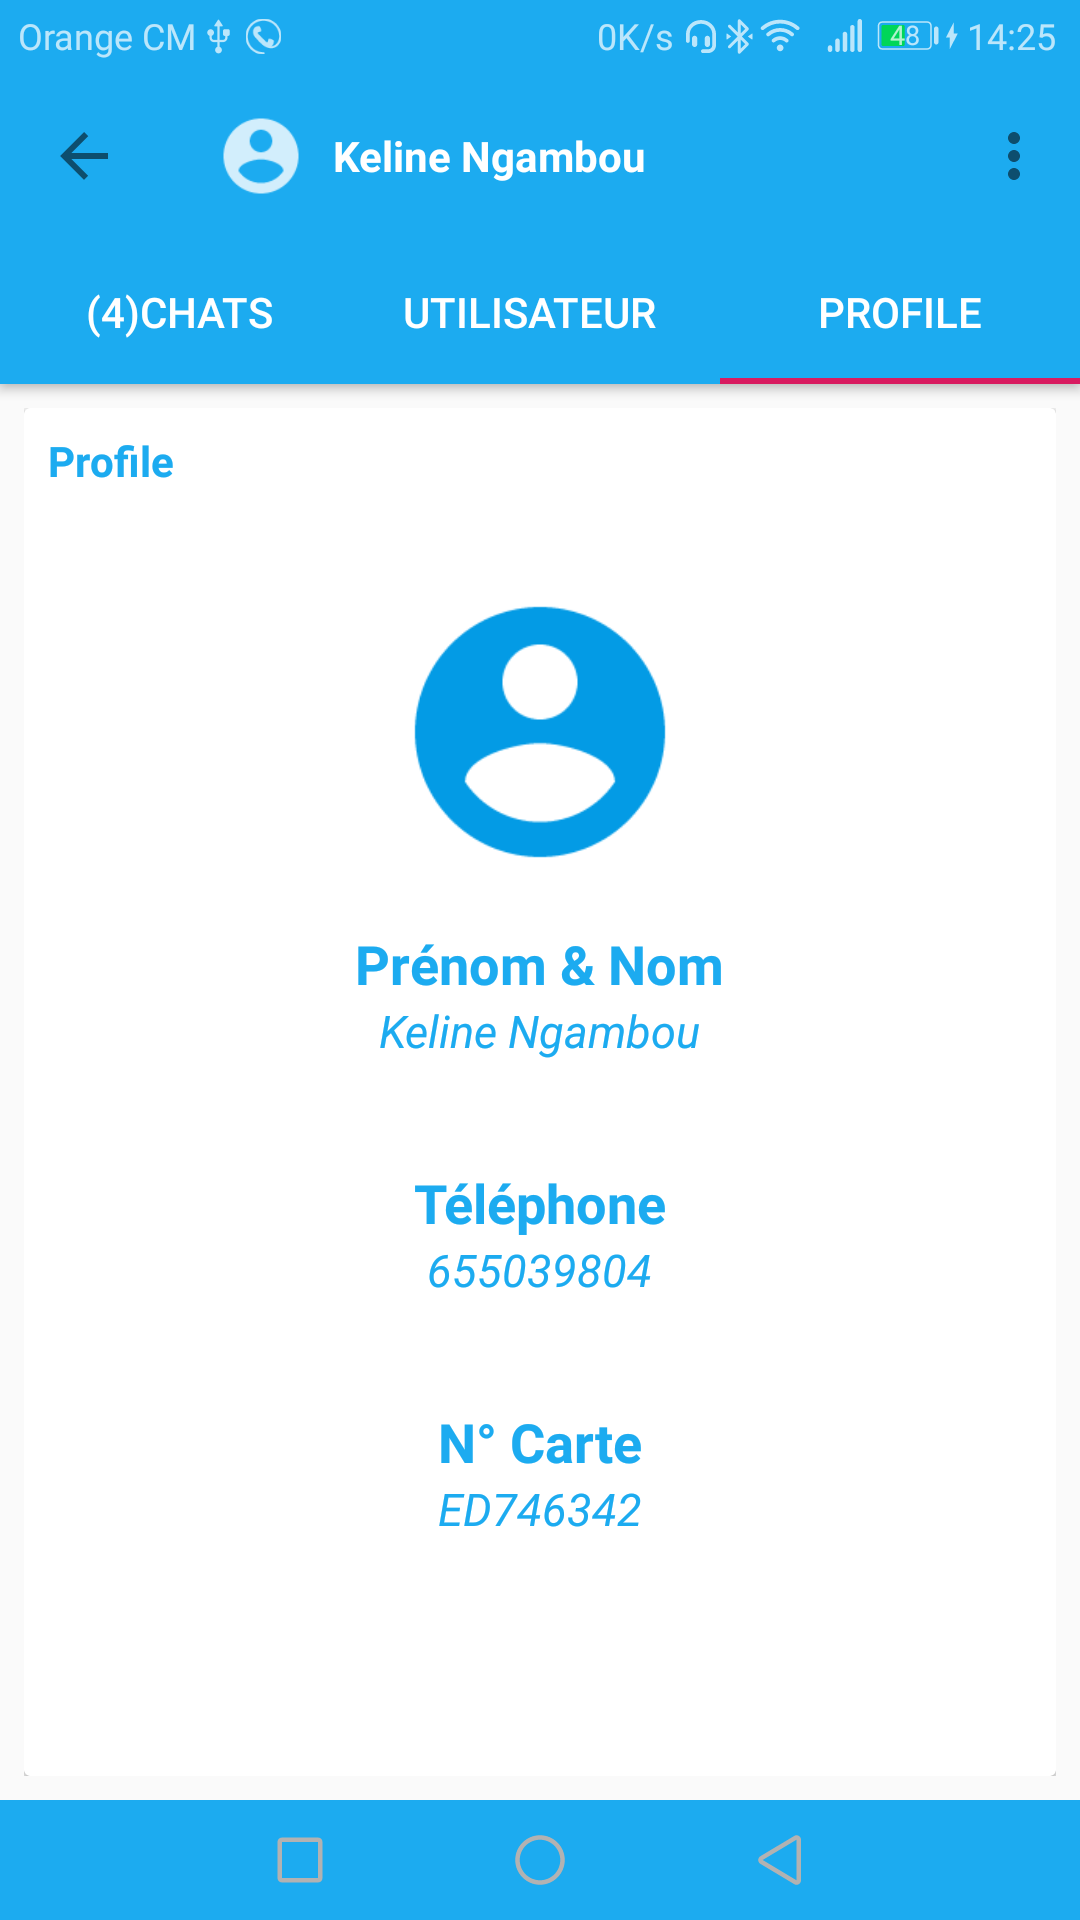 Orange CM 0K/s 48 14:25
Keline Ngambou
(4)CHATS UTILISATEUR PROFILE
Profile
Prénom & Nom
Keline Ngambou
Téléphone
655039804
N° Carte
ED746342